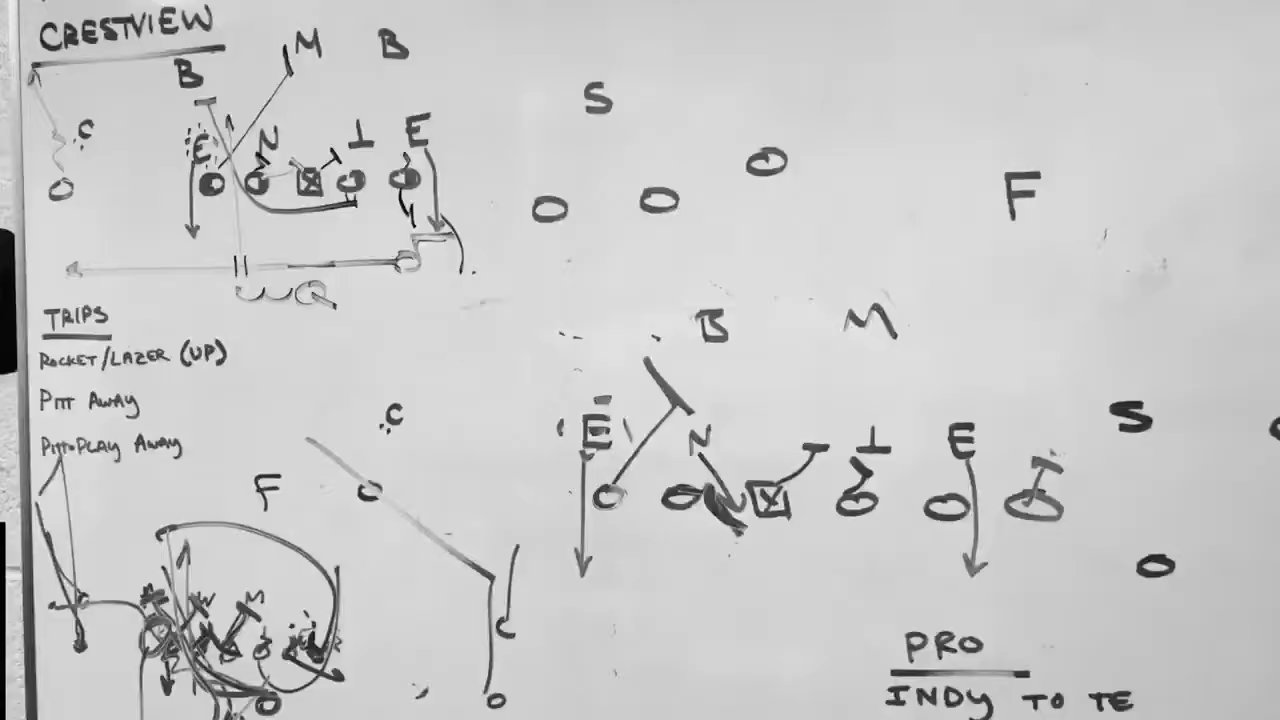 CRESTVIEW
M B
B
S
C
E N T E
F
Q
TRIPS
ROCKET/LAZER (UP)
PITT AWAY
B M
C
PITT PLAY AWAY
E N T E T
S
F
C
PRO
INDY TO TE